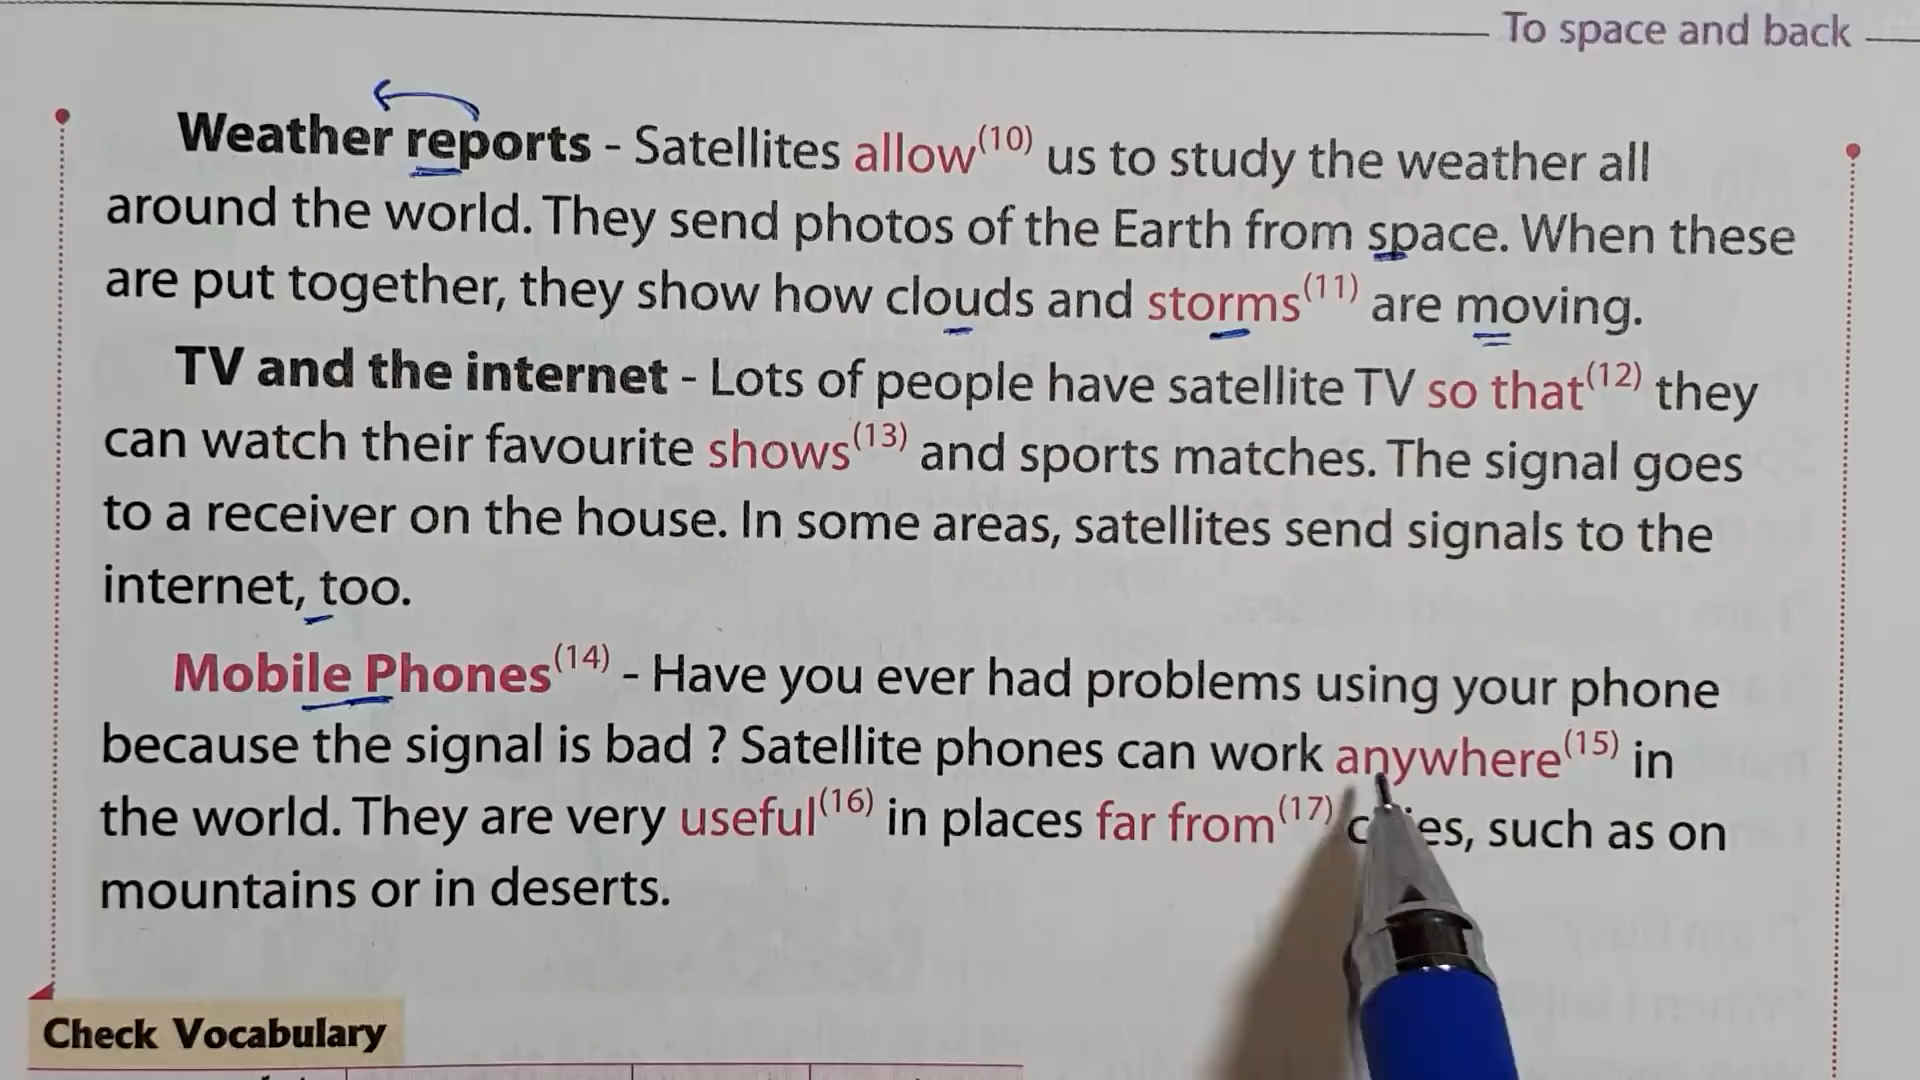 To space and back
Weather reports - Satellites allow(10) us to study the weather all
around the world. They send photos of the Earth from space. When these
are put together, they show how clouds and storms(11) are moving.
TV and the internet - Lots of people have satellite TV so that(12) they
can watch their favourite shows(13) and sports matches. The signal goes
to a receiver on the house. In some areas, satellites send signals to the
internet, too.
Mobile Phones(14) - Have you ever had problems using your phone
because the signal is bad ? Satellite phones can work anywhere(15) in
the world. They are very useful(16) in places far from(17) such as on
mountains or in deserts.
Check Vocabulary